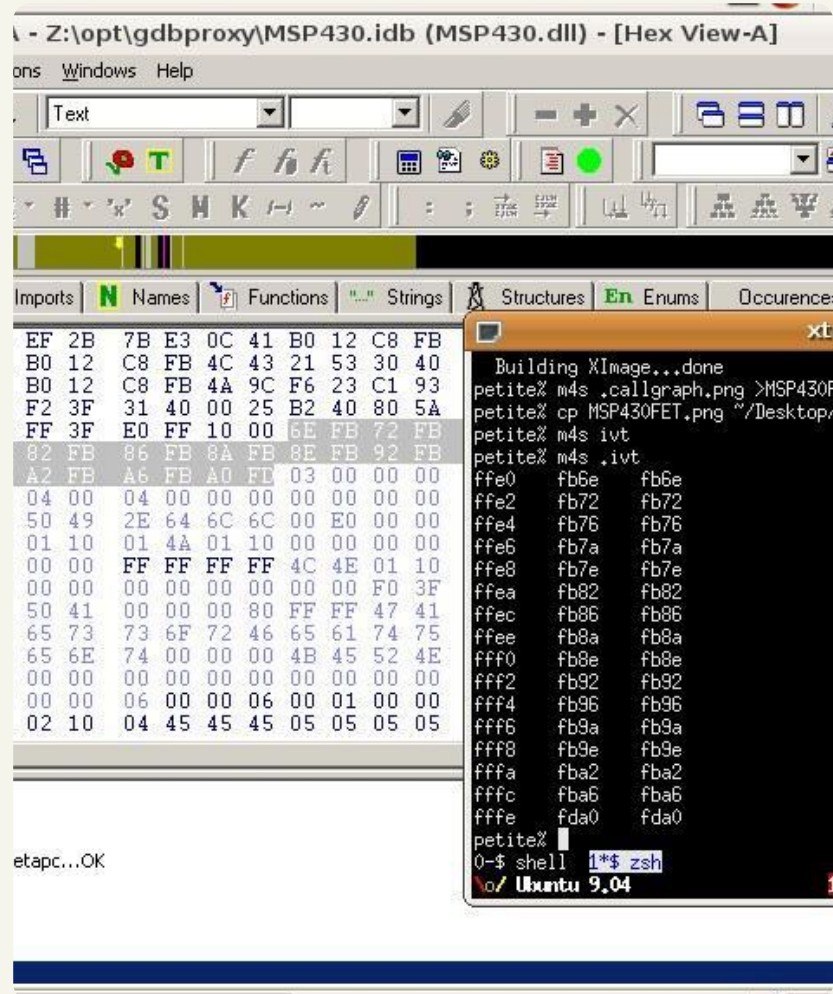 - Z:\opt\gdbproxy\MSP430.idb (MSP430.dll) - [Hex View-A]
ons Windows Help
Text
f
'x' S M K
: ;
Imports N Names Functions "..." Strings Structures En Enums Occurence
EF 2B 7B E3 0C 41 B0 12 C8 FB
B0 12 C8 FB 4C 43 21 53 30 40
B0 12 C8 FB 4A 9C F6 23 C1 93
F2 3F 31 40 00 25 B2 40 80 5A
FF 3F E0 FF 10 00 6E FB 72 FB
82 FB 86 FB 8A FB 8E FB 92 FB
A2 FB A6 FB A0 FD 03 00 00 00
04 00 04 00 00 00 00 00 00 00
50 49 2E 64 6C 6C 00 E0 00 00
01 10 01 4A 01 10 00 00 00 00
00 00 FF FF FF FF 4C 4E 01 10
00 00 00 00 00 00 00 00 F0 3F
50 41 00 00 00 80 FF FF 47 41
65 73 73 6F 72 46 65 61 74 75
65 6E 74 00 00 00 4B 45 52 4E
00 00 00 00 00 00 00 00 00 00
00 00 06 00 00 06 00 01 00 00
02 10 04 45 45 45 05 05 05 05
etapc...OK
xt
Building XImage...done
petite% m4s .callgraph.png >MSP430F
petite% cp MSP430FET.png ~/Desktop/
petite% m4s ivt
petite% m4s .ivt
ffe0 fb6e fb6e
ffe2 fb72 fb72
ffe4 fb76 fb76
ffe6 fb7a fb7a
ffe8 fb7e fb7e
ffea fb82 fb82
ffec fb86 fb86
ffee fb8a fb8a
fff0 fb8e fb8e
fff2 fb92 fb92
fff4 fb96 fb96
fff6 fb9a fb9a
fff8 fb9e fb9e
fffa fba2 fba2
fffc fba6 fba6
fffe fda0 fda0
petite%
0-$ shell 1*$ zsh
\o/ Ubuntu 9.04 1